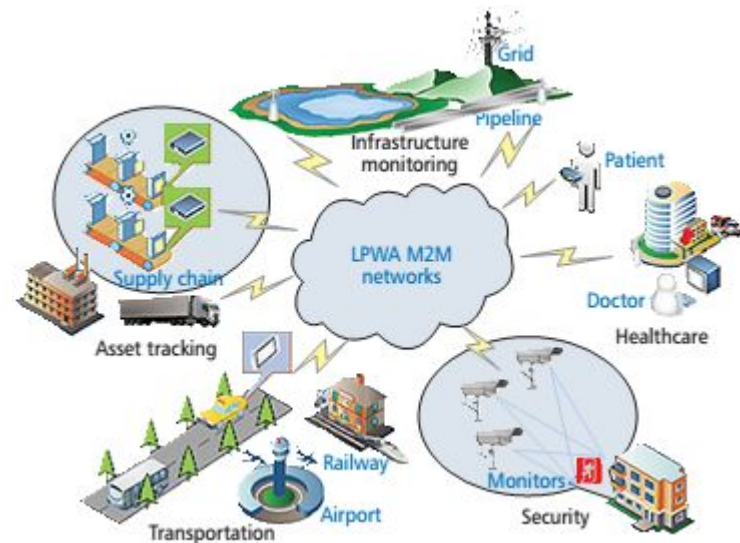 Grid
Pipeline
Infrastructure
monitoring
Patient
LPWA M2M
networks
Supply chain
Asset tracking
Doctor
Healthcare
Railway
Airport
Transportation
Monitors
Security